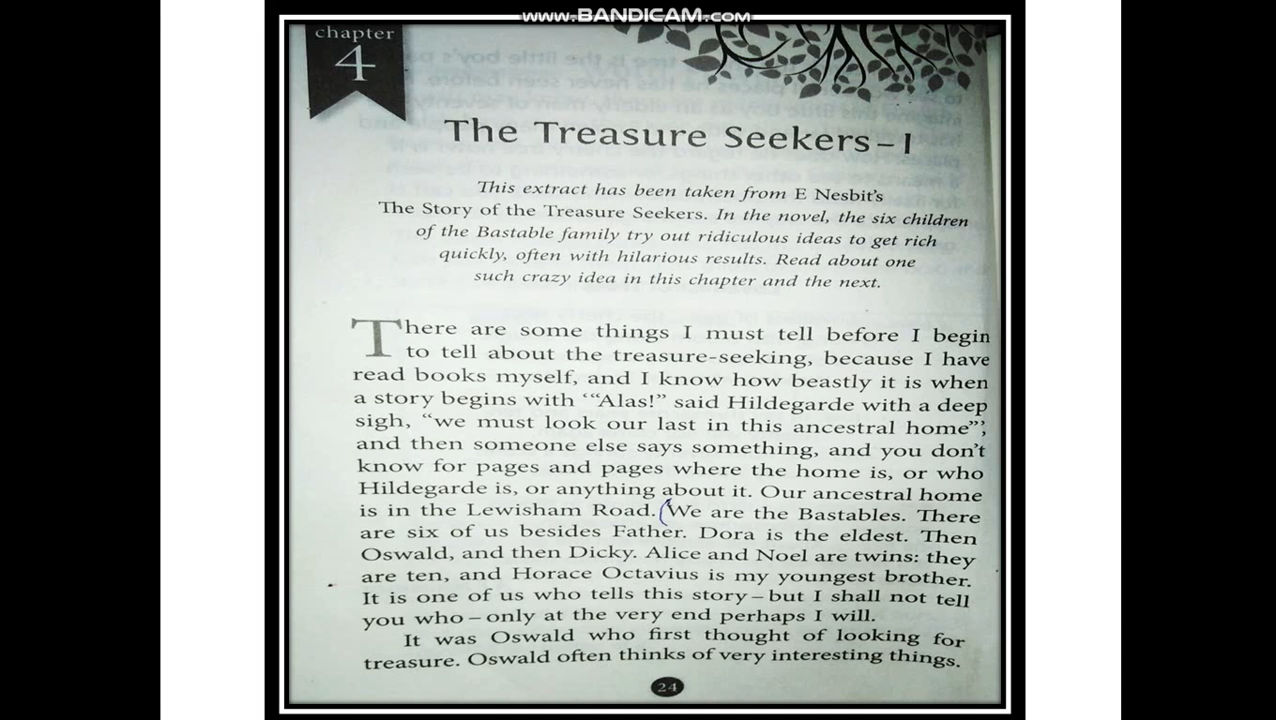 www.BANDICAM.com
chapter
4
The Treasure Seekers – I
This extract has been taken from E Nesbit's
The Story of the Treasure Seekers. In the novel, the six children
of the Bastable family try out ridiculous ideas to get rich
quickly, often with hilarious results. Read about one
such crazy idea in this chapter and the next.
There are some things I must tell before I begin
to tell about the treasure-seeking, because I have
read books myself, and I know how beastly it is when
a story begins with ‘“Alas!” said Hildegarde with a deep
sigh, “we must look our last in this ancestral home”’;
and then someone else says something, and you don't
know for pages and pages where the home is, or who
Hildegarde is, or anything about it. Our ancestral home
is in the Lewisham Road. (We are the Bastables. There
are six of us besides Father. Dora is the eldest. Then
Oswald, and then Dicky. Alice and Noel are twins: they
are ten, and Horace Octavius is my youngest brother.
It is one of us who tells this story – but I shall not tell
you who – only at the very end perhaps I will.
It was Oswald who first thought of looking for
treasure. Oswald often thinks of very interesting things.
24